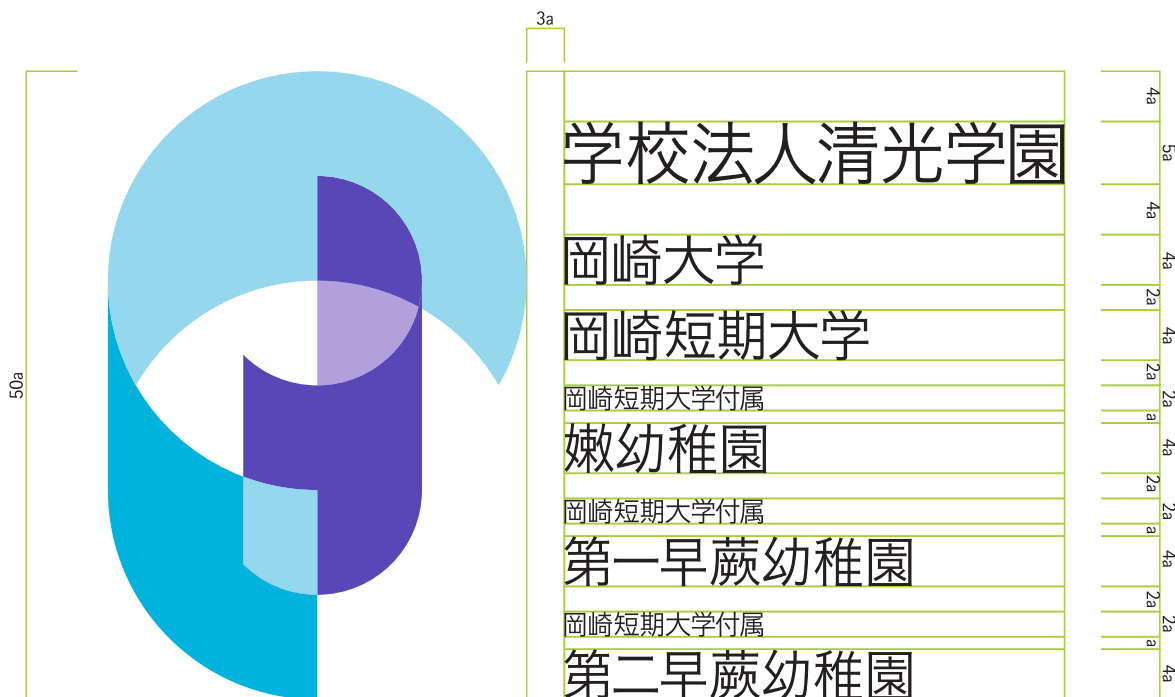 3a
50a
学校法人清光学園
岡崎大学
岡崎短期大学
岡崎短期大学付属
嫩幼稚園
岡崎短期大学付属
第一早蕨幼稚園
岡崎短期大学付属
第二早蕨幼稚園
4a
5a
4a
4a
2a
4a
2a
2a
a
4a
2a
2a
a
4a
2a
2a
a
4a